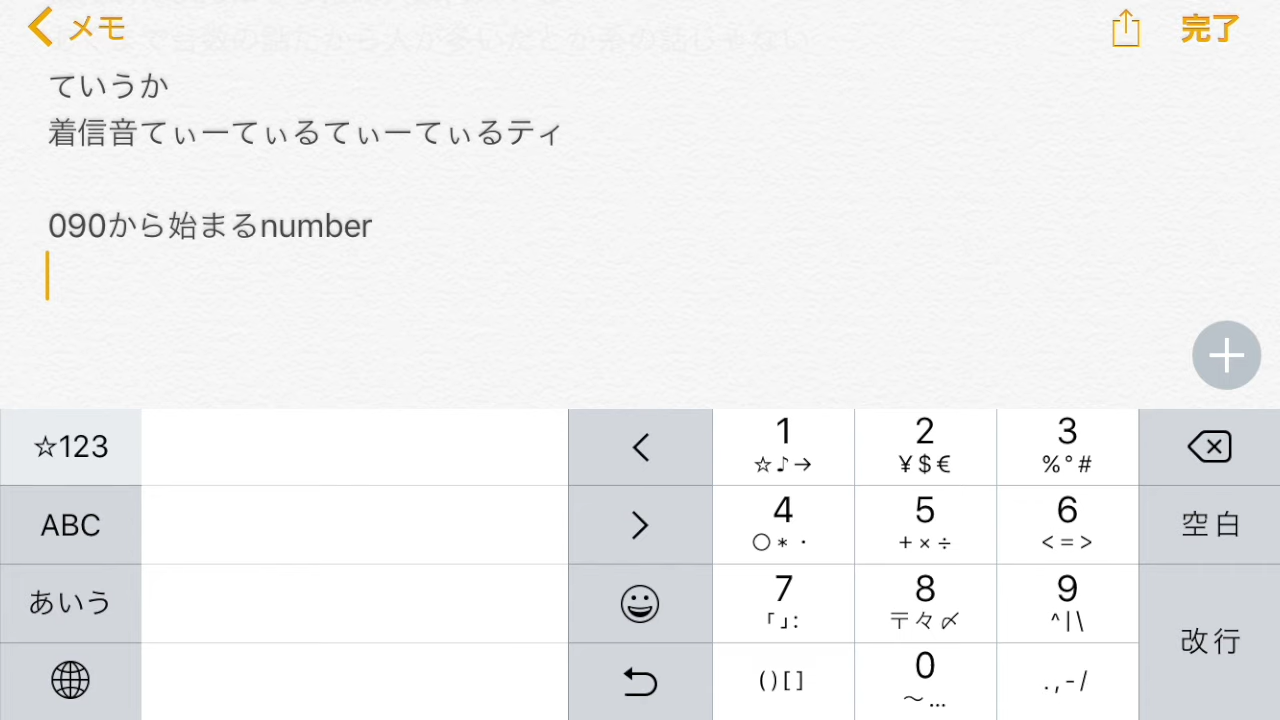 メモ
完了
ていうか
着信音てぃーてぃるてぃーてぃるティ
090から始まるnumber
☆123
1
☆♪→
2
¥$€
3
%°#
ABC
4
○*・
5
+×÷
6
<=>
空白
あいう
7
「」:
8
〒々〆
9
^|\
改行
()[]
0
〜…
.,-/